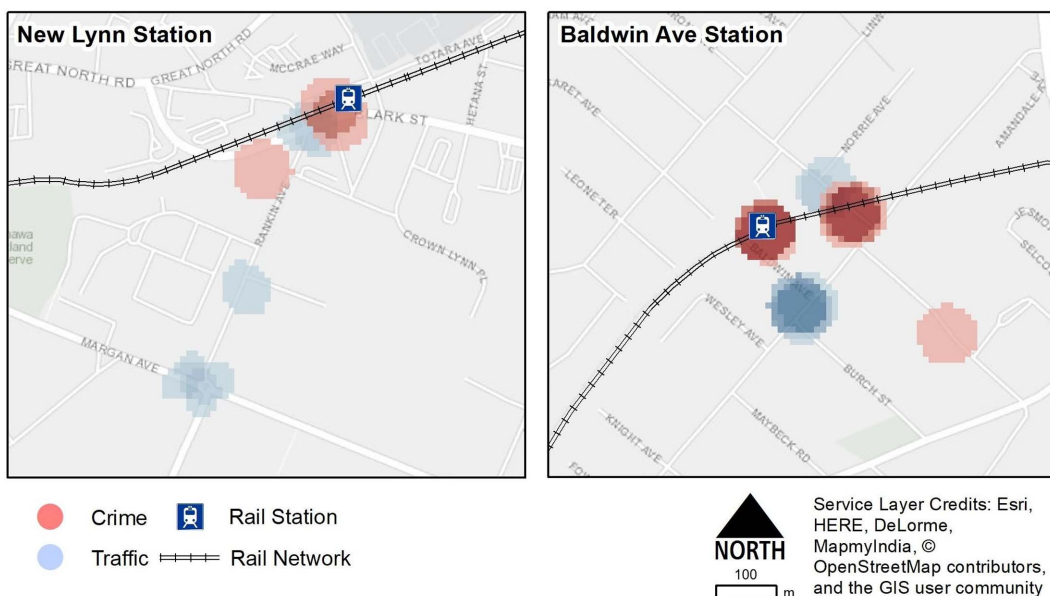 New Lynn Station
GREAT NORTH RD
GREAT NORTH RD
MCCRAE WAY
TOTARA AVE
HETANA ST
CLARK ST
RANKIN AVE
CROWN LYNN PL
MARGAN AVE
Baldwin Ave Station
NORRIE AVE
AMANDALE A
LEONE TER
BALDWIN AVE
WESLEY AVE
BURCH ST
MAYBECK RD
KNIGHT AVE
SELCO
Crime
Rail Station
Traffic
Rail Network
NORTH
100
m
Service Layer Credits: Esri,
HERE, DeLorme,
MapmyIndia, ©
OpenStreetMap contributors,
and the GIS user community